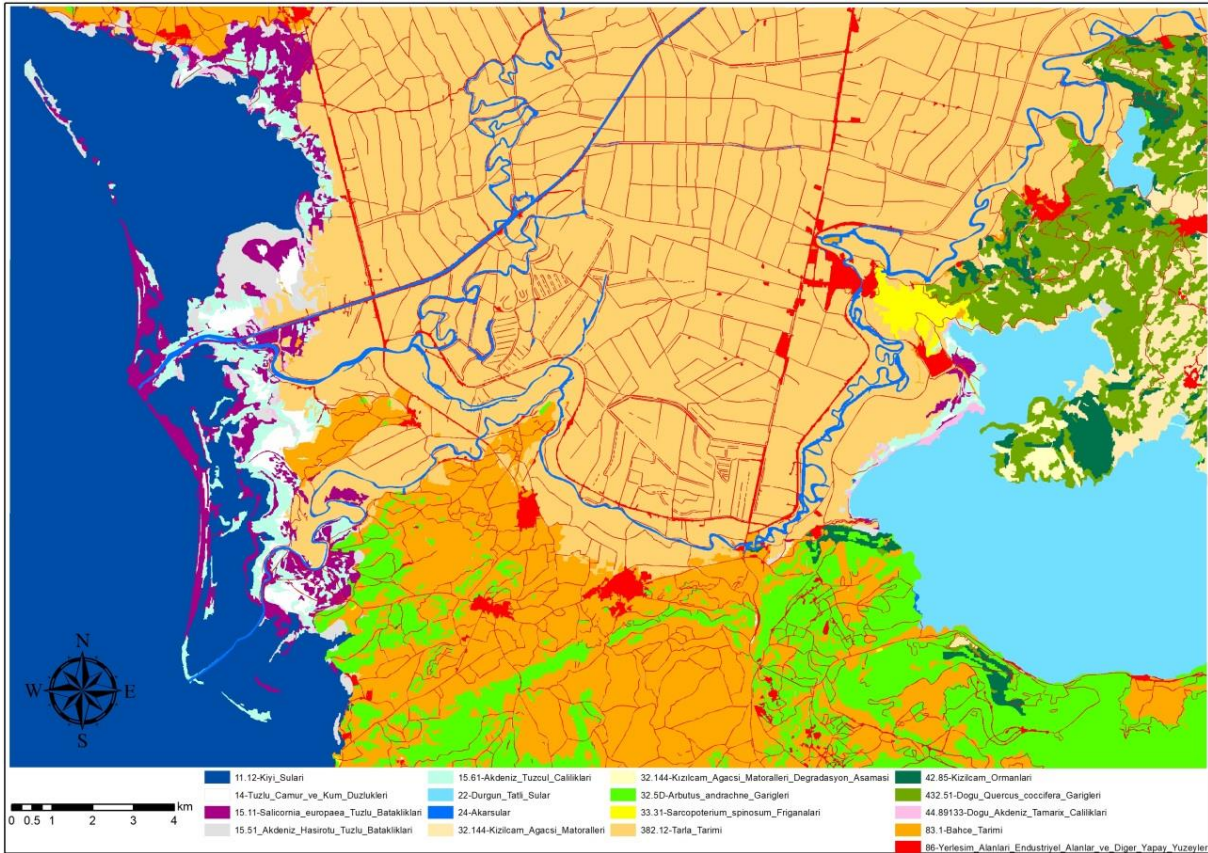 N
W E
S
0 0.5 1 2 3 4 km
11.12-Kiyi_Sulari
14-Tuzlu_Camur_ve_Kum_Duzlukleri
15.11-Salicornia_europaea_Tuzlu_Batakliklari
15.51_Akdeniz_Hasirotu_Tuzlu_Batakliklari
15.61-Akdeniz_Tuzcul_Caliliklari
22-Durgun_Tatli_Sular
24-Akarsular
32.144-Kizilcam_Agacsi_Matoralleri
32.144-Kızılcam_Agacsi_Matoralleri_Degradasyon_Asamasi
32.5D-Arbutus_andrachne_Garigleri
33.31-Sarcopoterium_spinosum_Friganalari
382.12-Tarla_Tarimi
42.85-Kizilcam_Ormanlari
432.51-Dogu_Quercus_coccifera_Garigleri
44.89133-Dogu_Akdeniz_Tamarix_Caliliklari
83.1-Bahce_Tarimi
86-Yerlesim_Alanlari_Endustriyel_Alanlar_ve_Diger_Yapay_Yuzeyler